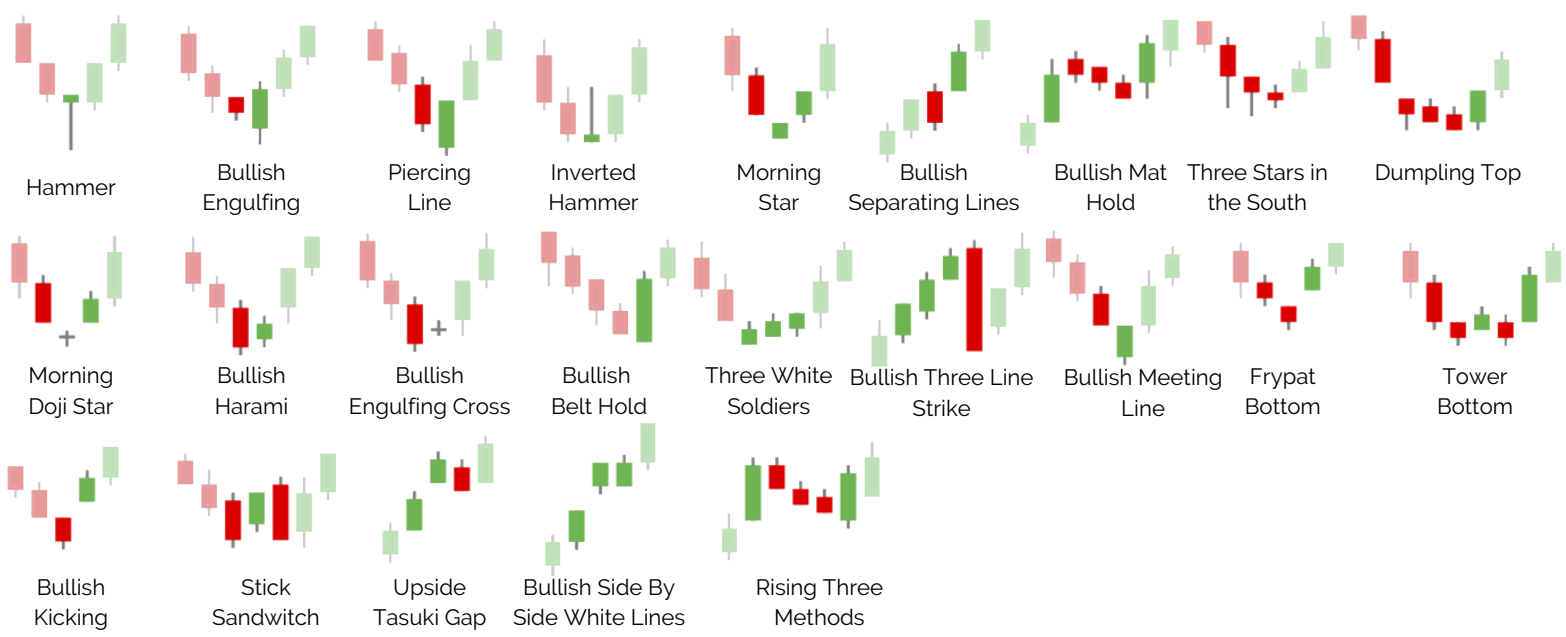 Hammer
Bullish
Engulfing
Piercing
Line
Inverted
Hammer
Morning
Star
Bullish
Separating Lines
Bullish Mat
Hold
Three Stars in
the South
Dumpling Top
Morning
Doji Star
Bullish
Harami
Bullish
Engulfing Cross
Bullish
Belt Hold
Three White
Soldiers
Bullish Three Line
Strike
Bullish Meeting
Line
Frypat
Bottom
Tower
Bottom
Bullish
Kicking
Stick
Sandwitch
Upside
Tasuki Gap
Bullish Side By
Side White Lines
Rising Three
Methods